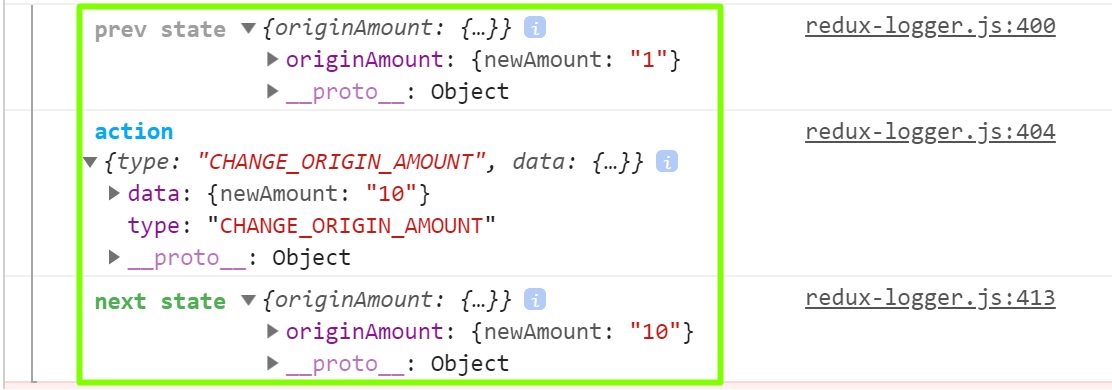 prev state ▼{originAmount: {…}} i redux-logger.js:400
▶originAmount: {newAmount: "1"}
▶__proto__: Object
action redux-logger.js:404
▼{type: "CHANGE_ORIGIN_AMOUNT", data: {…}} i
▶data: {newAmount: "10"}
type: "CHANGE_ORIGIN_AMOUNT"
▶__proto__: Object
next state ▼{originAmount: {…}} i redux-logger.js:413
▶originAmount: {newAmount: "10"}
▶__proto__: Object